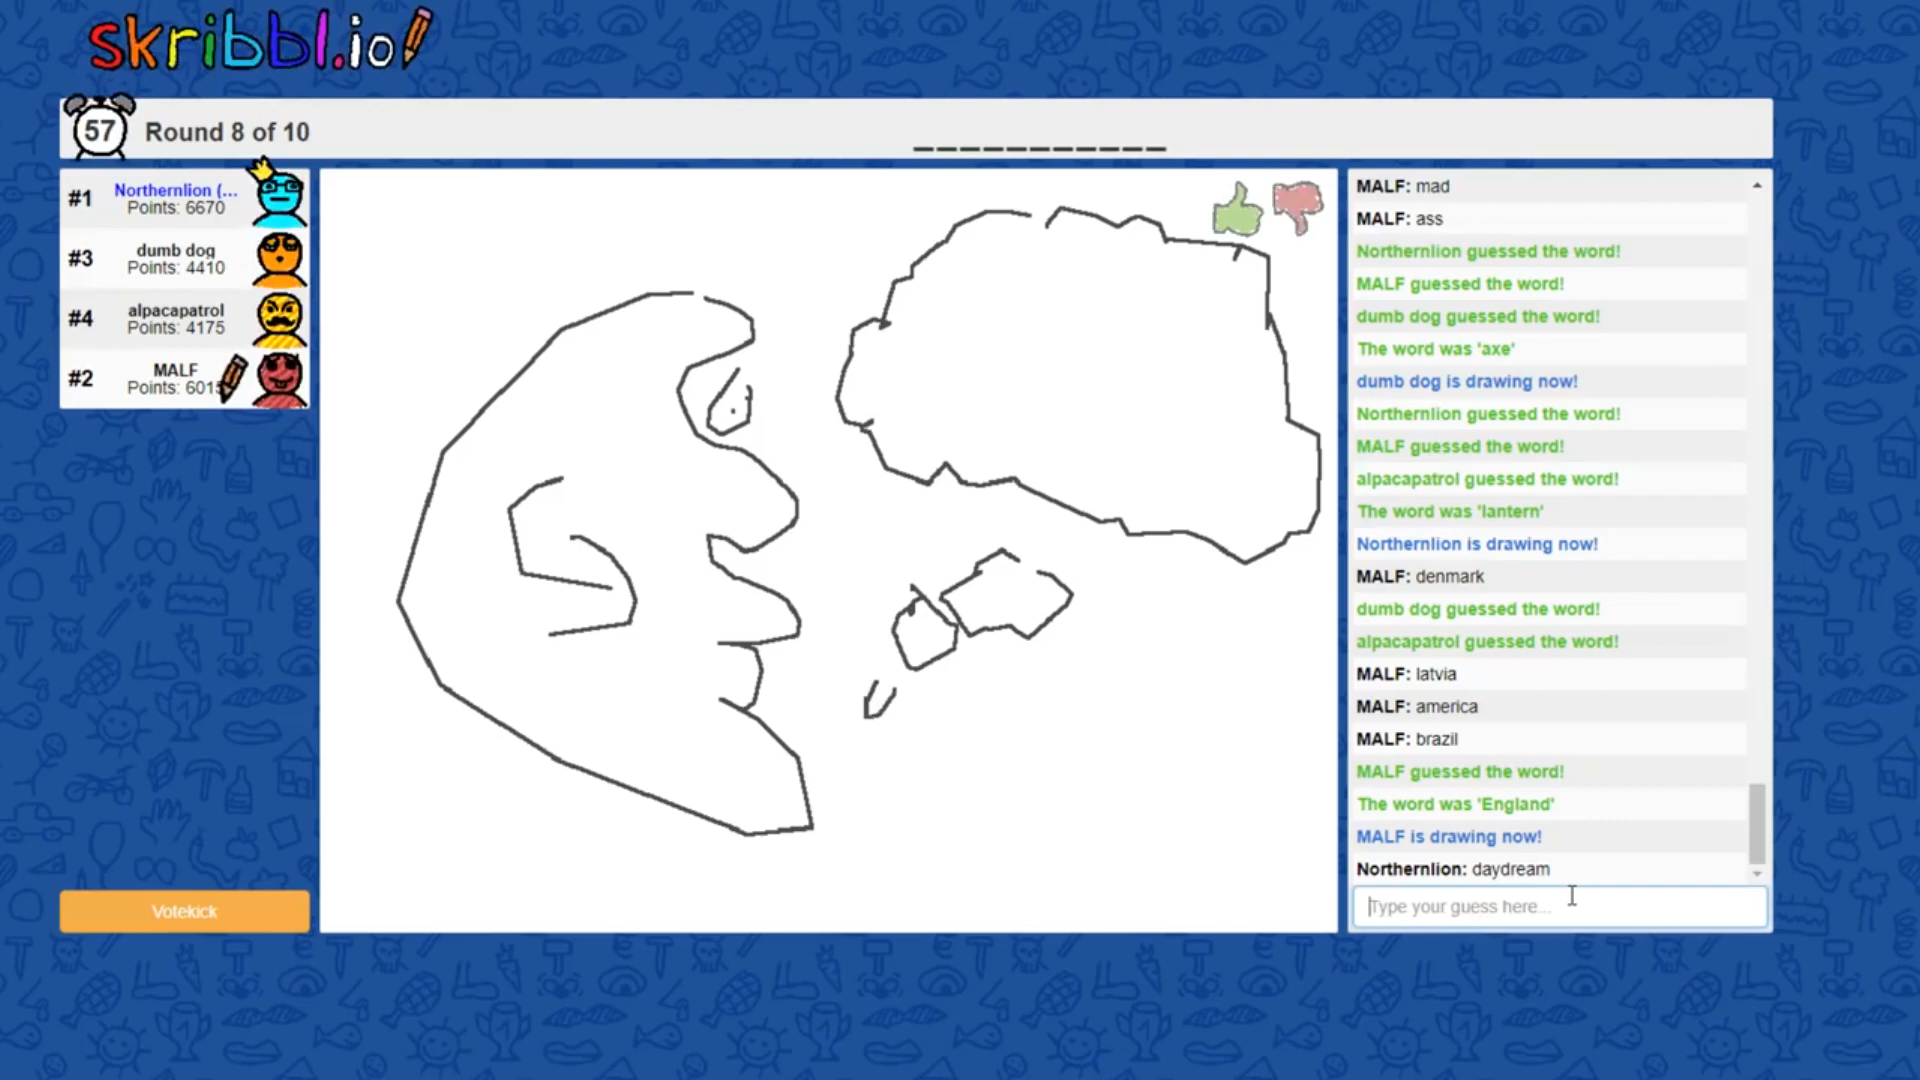 skribbl.io
57
Round 8 of 10
___________
#1
Northernlion (...
Points: 6670
#3
dumb dog
Points: 4410
#4
alpacapatrol
Points: 4175
#2
MALF
Points: 6015
Votekick
MALF: mad
MALF: ass
Northernlion guessed the word!
MALF guessed the word!
dumb dog guessed the word!
The word was 'axe'
dumb dog is drawing now!
Northernlion guessed the word!
MALF guessed the word!
alpacapatrol guessed the word!
The word was 'lantern'
Northernlion is drawing now!
MALF: denmark
dumb dog guessed the word!
alpacapatrol guessed the word!
MALF: latvia
MALF: america
MALF: brazil
MALF guessed the word!
The word was 'England'
MALF is drawing now!
Northernlion: daydream
Type your guess here...